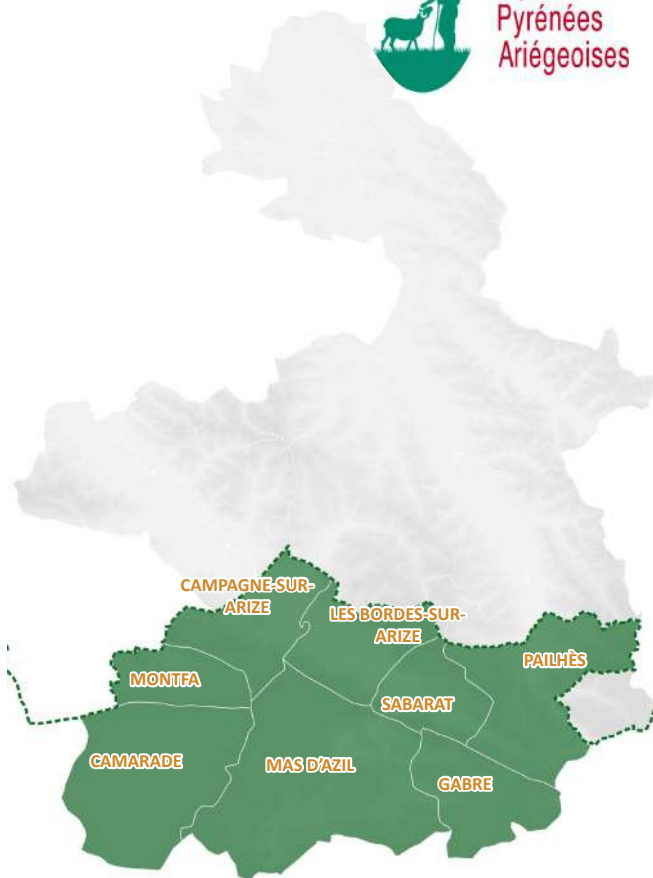 Pyrénées
Ariégeoises
CAMPAGNE-SUR-
ARIZE
LES BORDES-SUR-
ARIZE
PAILHÈS
MONTFA
SABARAT
CAMARADE
MAS D'AZIL
GABRE